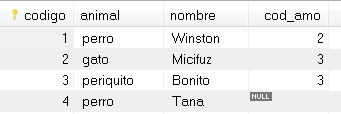 codigo animal nombre cod_amo
1 perro Winston 2
2 gato Micifuz 3
3 periquito Bonito 3
4 perro Tana NULL